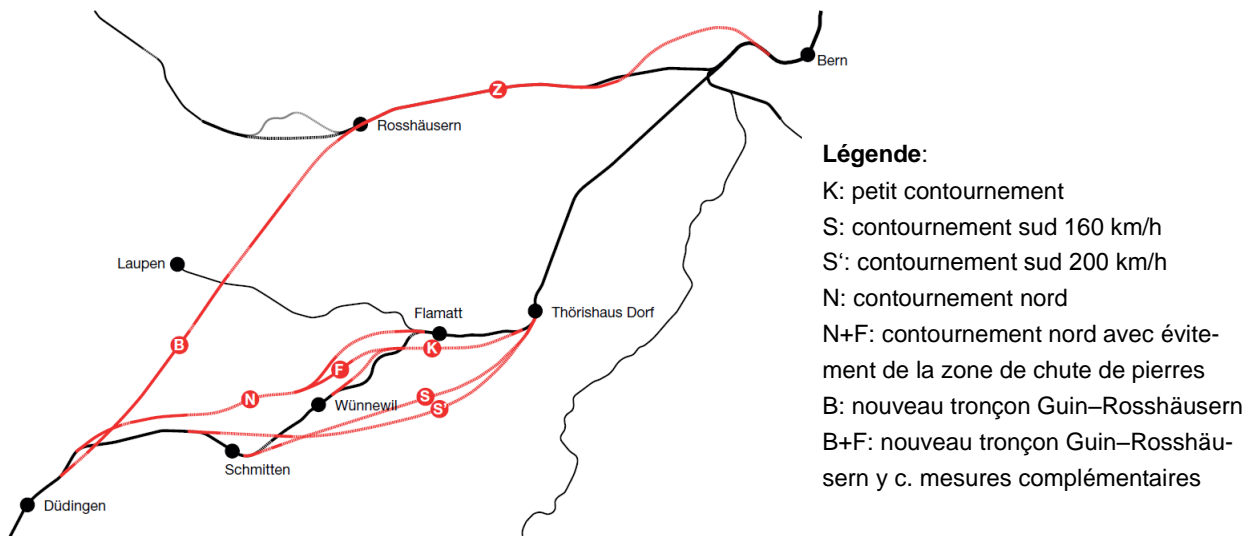 Z
Bern
Rosshäusern
Laupen
Flamatt
Thörishaus Dorf
B
K
F
N
S
S'
Wünnewil
Schmitten
Düdingen
Légende:
K: petit contournement
S: contournement sud 160 km/h
S‘: contournement sud 200 km/h
N: contournement nord
N+F: contournement nord avec évite-
ment de la zone de chute de pierres
B: nouveau tronçon Guin–Rosshäusern
B+F: nouveau tronçon Guin–Rosshäu-
sern y c. mesures complémentaires